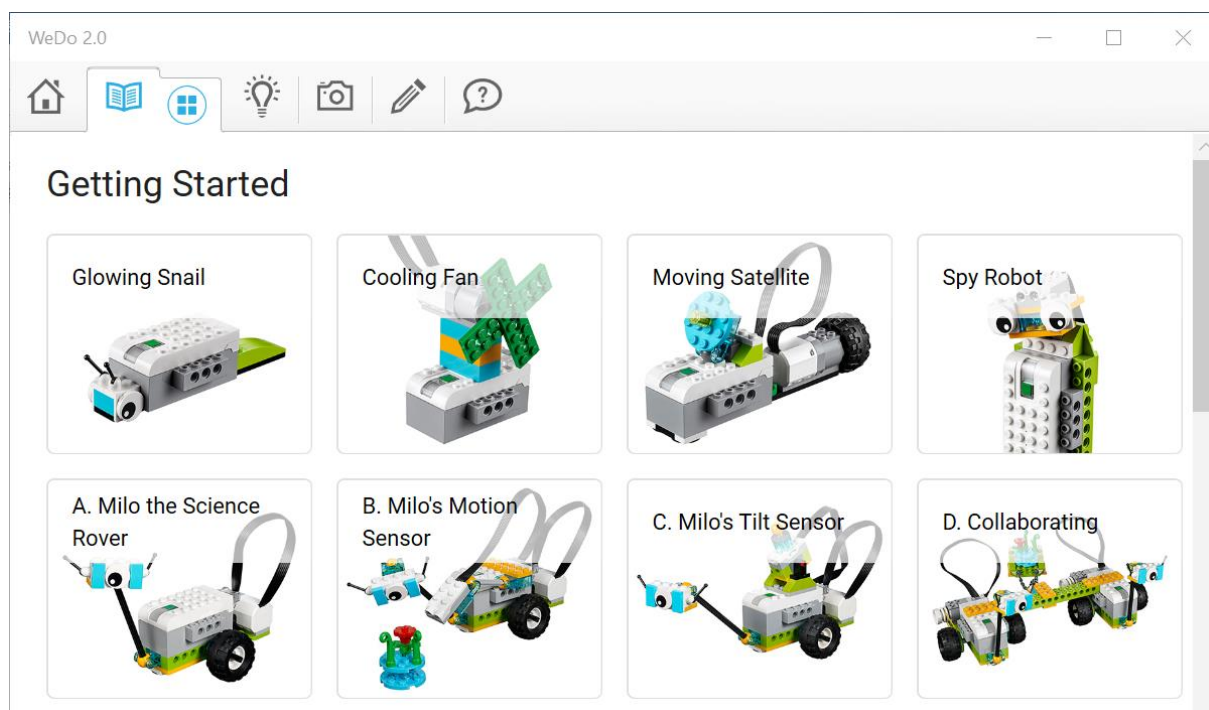 WeDo 2.0
Getting Started
Glowing Snail
Cooling Fan
Moving Satellite
Spy Robot
A. Milo the Science
Rover
B. Milo's Motion
Sensor
C. Milo's Tilt Sensor
D. Collaborating